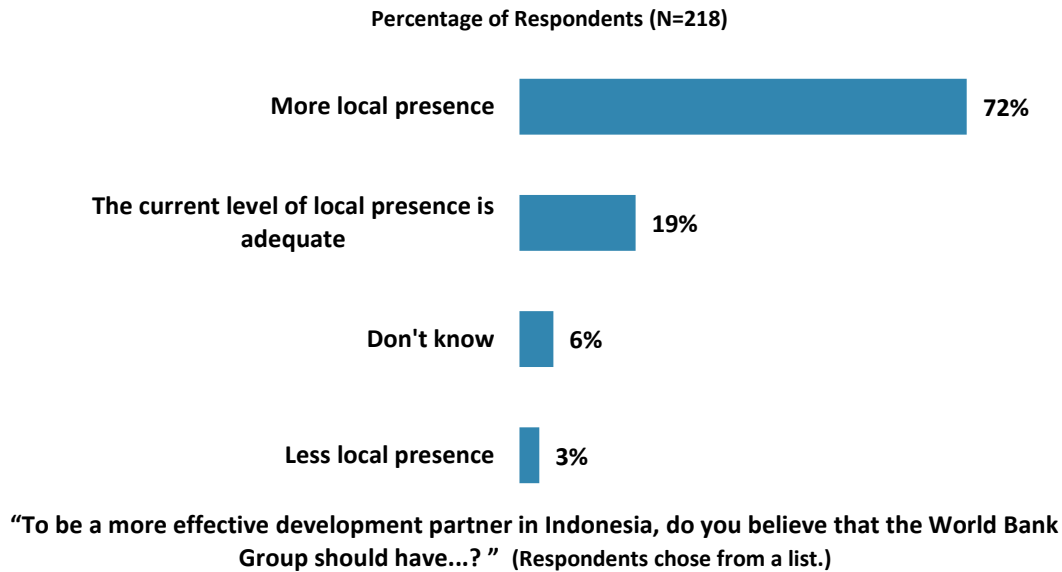 Percentage of Respondents (N=218)
More local presence
72%
The current level of local presence is
adequate
19%
Don't know
6%
Less local presence
3%
“To be a more effective development partner in Indonesia, do you believe that the World Bank
Group should have...? ” (Respondents chose from a list.)